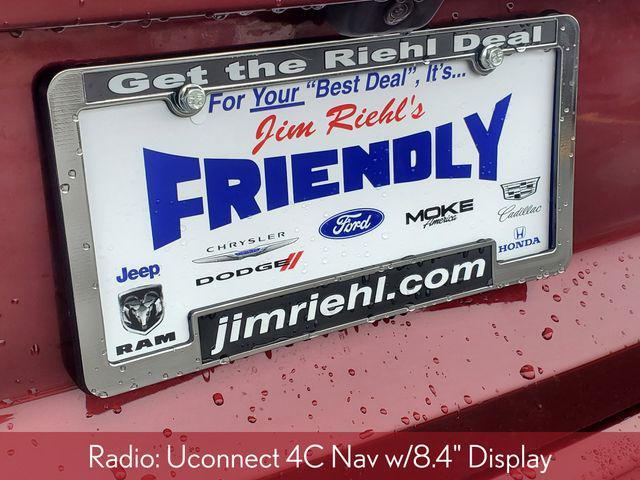 Get the Riehl Deal
For Your "Best Deal", It's...
Jim Riehl's
FRIENDLY
CHRYSLER
Ford
MOKE
America
Cadillac
Jeep
DODGE
HONDA
RAM
jimriehl.com
Radio: Uconnect 4C Nav w/8.4" Display